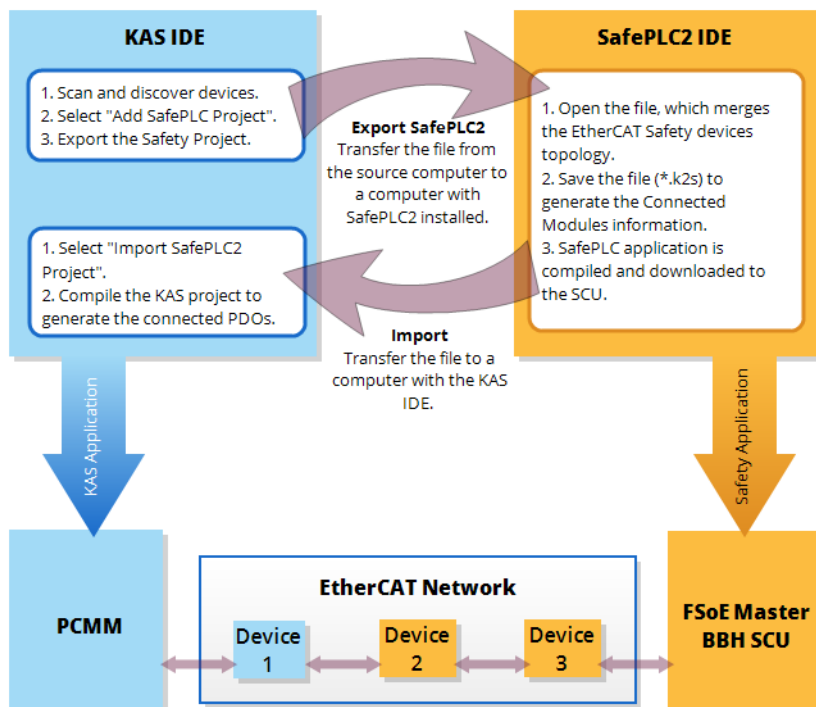 KAS IDE
1. Scan and discover devices.
2. Select "Add SafePLC Project".
3. Export the Safety Project.
1. Select "Import SafePLC2
Project".
2. Compile the KAS project to
generate the connected PDOs.
Export SafePLC2
Transfer the file from
the source computer to
a computer with
SafePLC2 installed.
Import
Transfer the file to a
computer with the KAS
IDE.
SafePLC2 IDE
1. Open the file, which merges
the EtherCAT Safety devices
topology.
2. Save the file (*.k2s) to
generate the Connected
Modules information.
3. SafePLC application is
compiled and downloaded to
the SCU.
KAS Application
Safety Application
PCMM
EtherCAT Network
Device
1
Device
2
Device
3
FSoE Master
BBH SCU